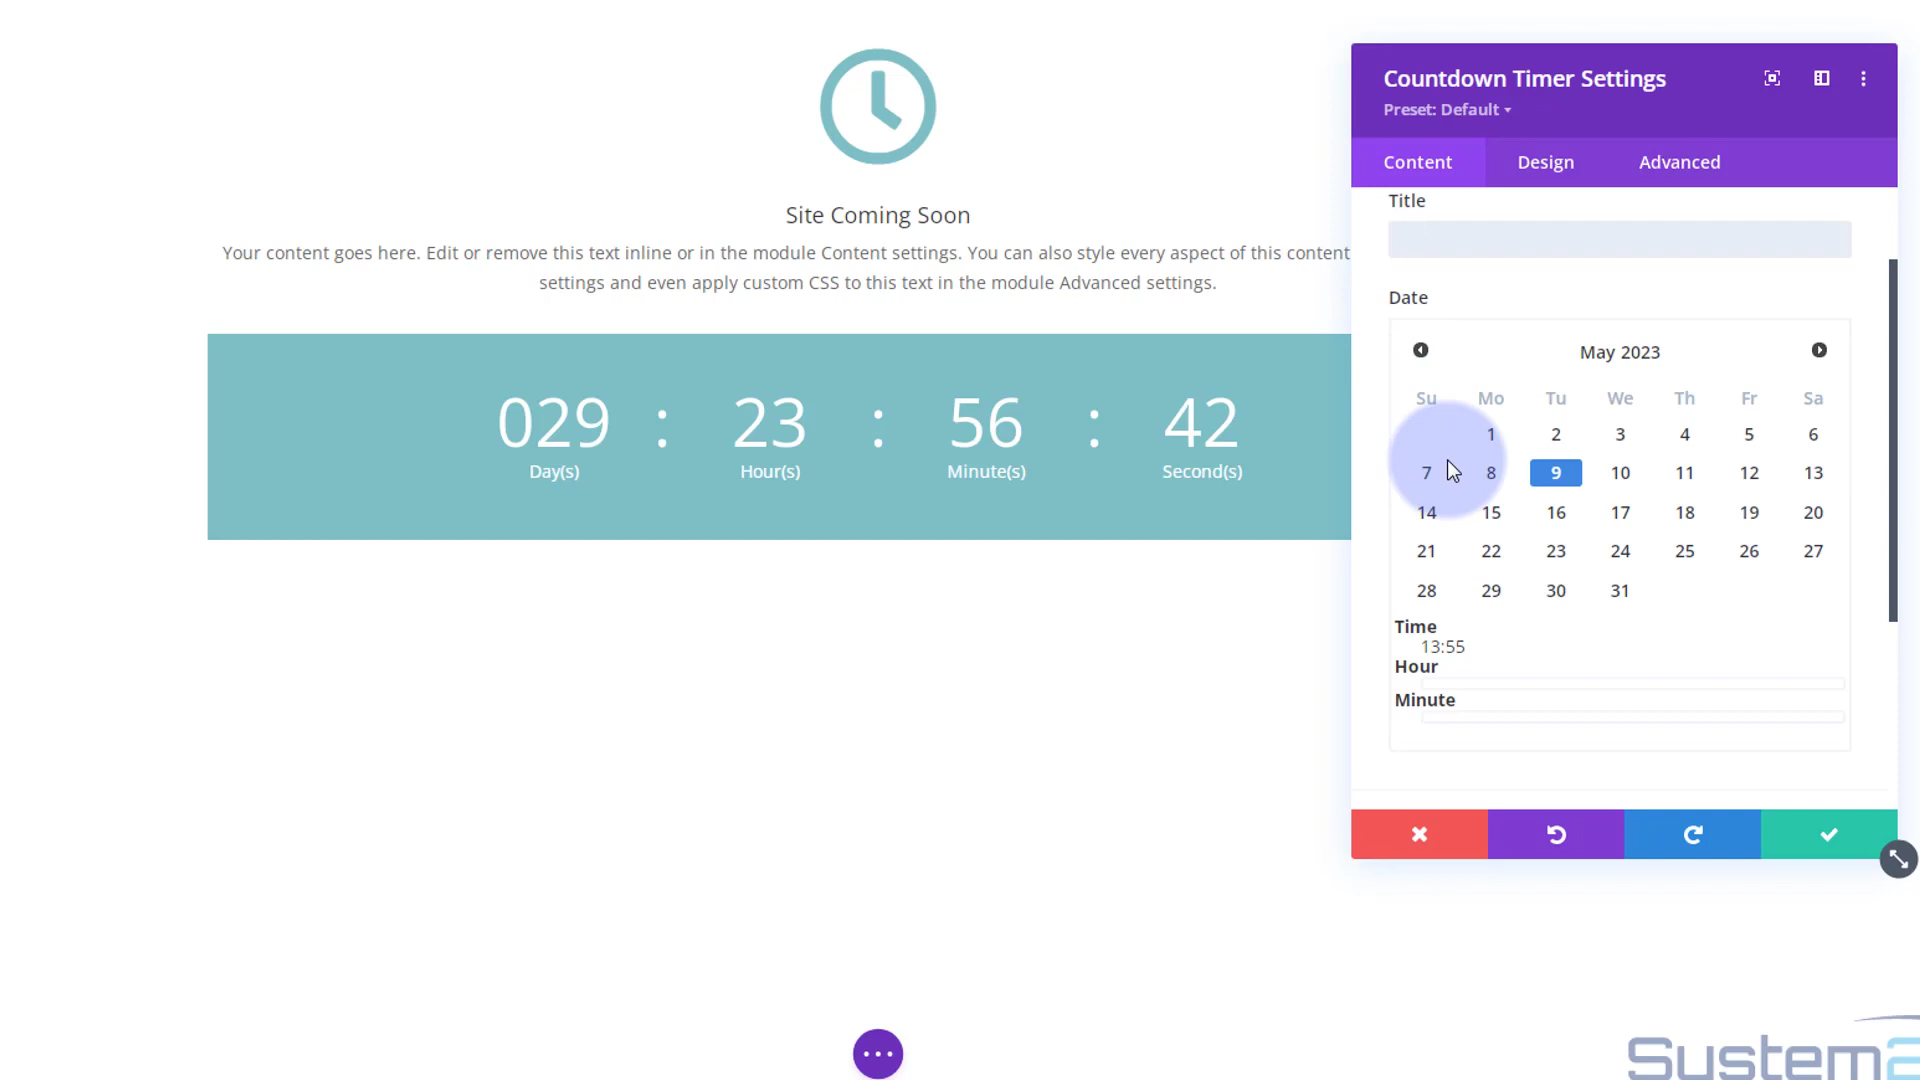 Site Coming Soon
Your content goes here. Edit or remove this text inline or in the module Content settings. You can also style every aspect of this content
settings and even apply custom CSS to this text in the module Advanced settings.
029 : 23 : 56 : 42
Day(s) Hour(s) Minute(s) Second(s)
Countdown Timer Settings
Preset: Default
Content Design Advanced
Title
Date
May 2023
Su Mo Tu We Th Fr Sa
1 2 3 4 5 6
7 8 9 10 11 12 13
14 15 16 17 18 19 20
21 22 23 24 25 26 27
28 29 30 31
Time
13:55
Hour
Minute
System2